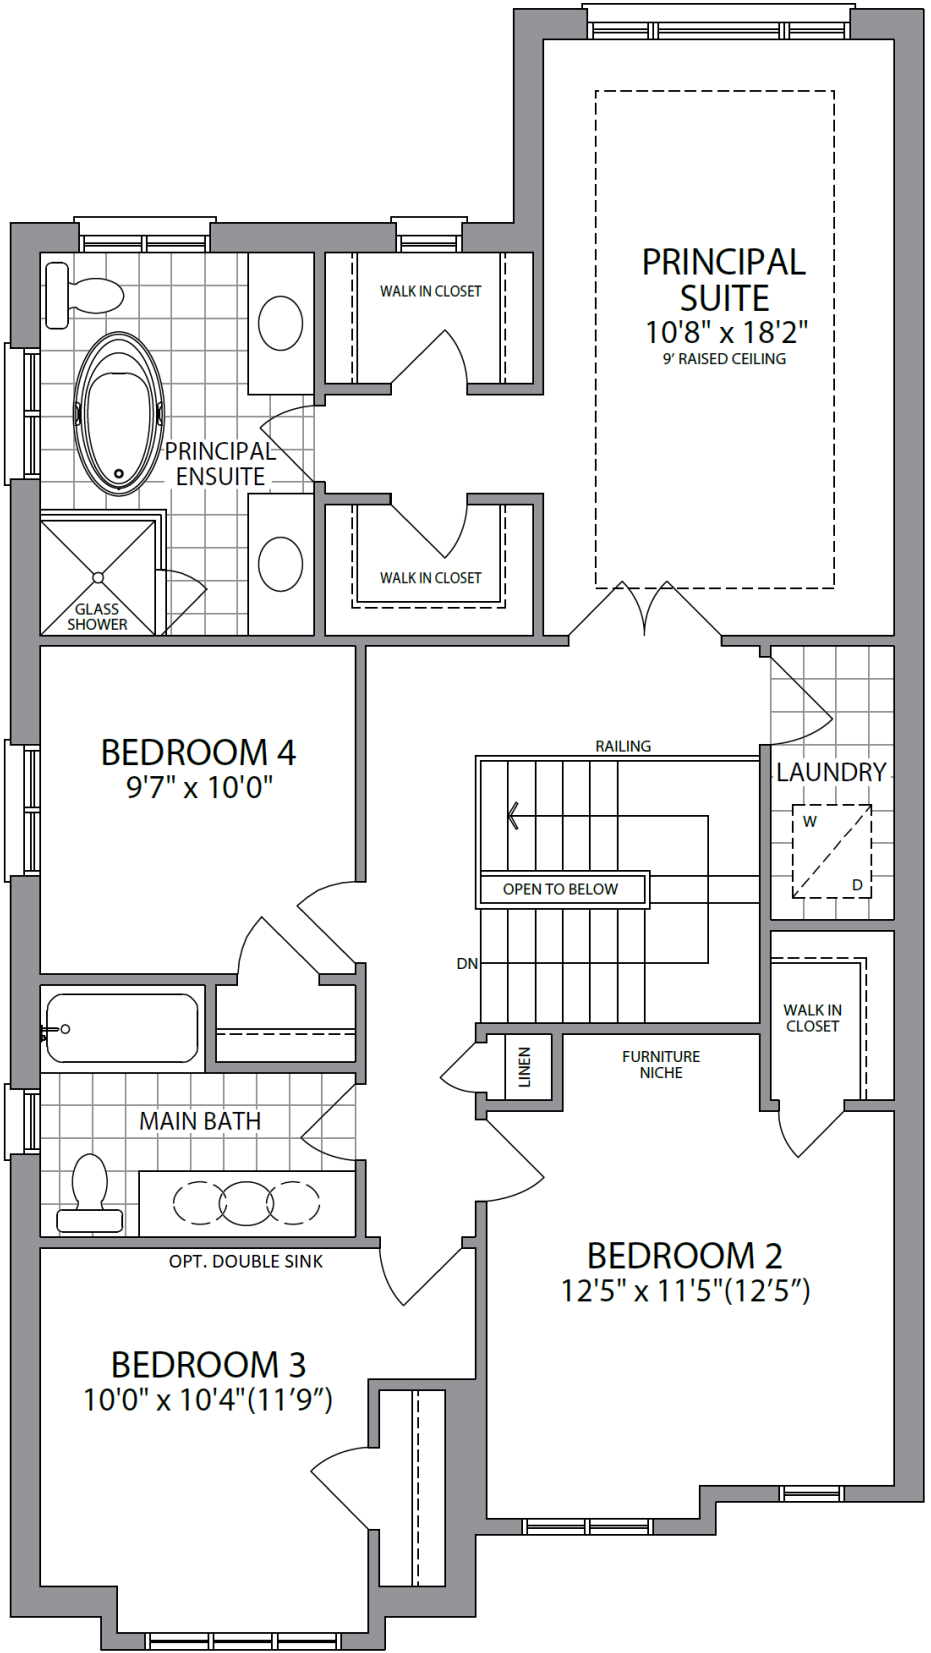 PRINCIPAL
SUITE
10'8" x 18'2"
9' RAISED CEILING
WALK IN CLOSET
PRINCIPAL
ENSUITE
WALK IN CLOSET
GLASS
SHOWER
BEDROOM 4
9'7" x 10'0"
RAILING
LAUNDRY
W
D
OPEN TO BELOW
DN
WALK IN
CLOSET
LINEN
FURNITURE
NICHE
MAIN BATH
OPT. DOUBLE SINK
BEDROOM 2
12'5" x 11'5"(12'5")
BEDROOM 3
10'0" x 10'4"(11'9")